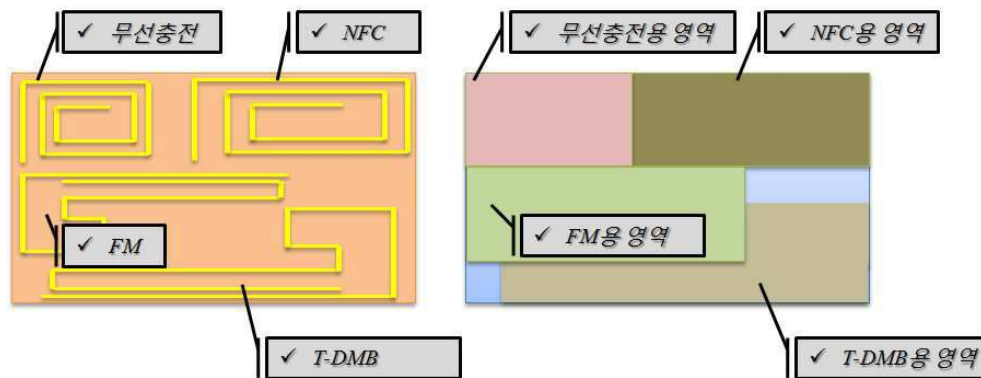 ✓ 무선충전
✓ NFC
✓ 무선충전용 영역
✓ NFC용 영역
✓ FM
✓ FM용 영역
✓ T-DMB
✓ T-DMB용 영역